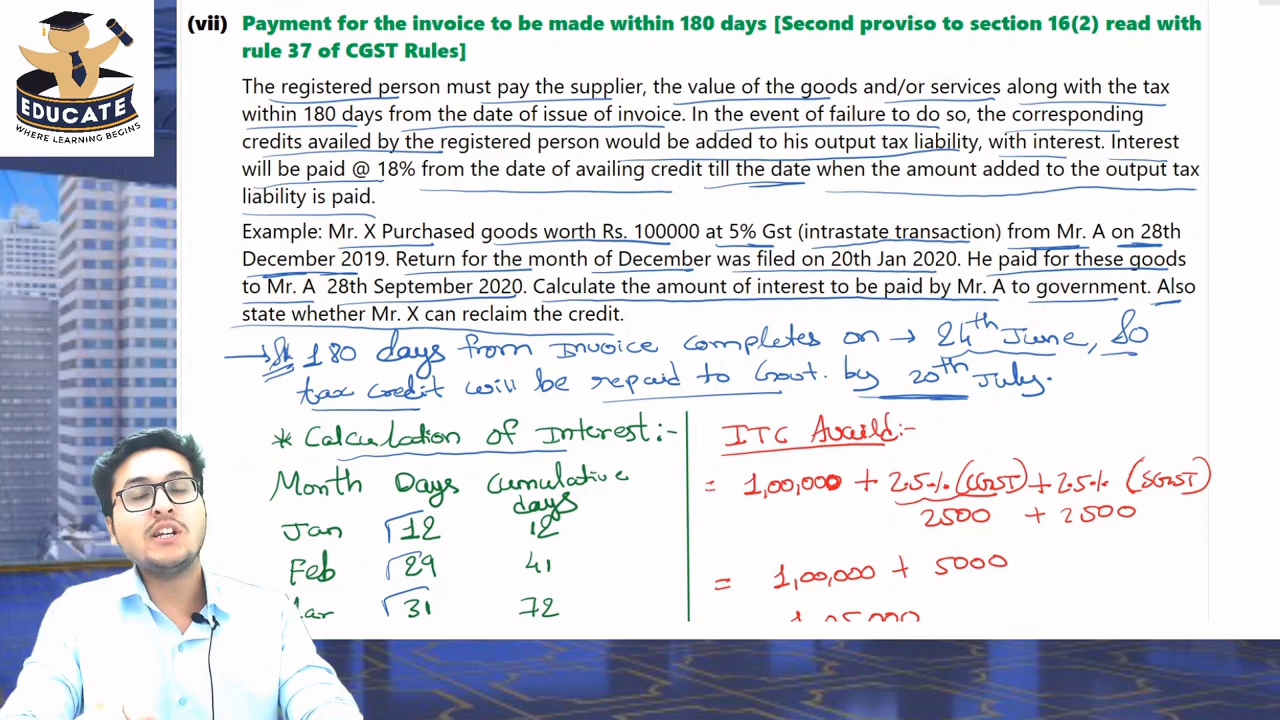 EDUCATE
WHERE LEARNING BEGINS
(vii) Payment for the invoice to be made within 180 days [Second proviso to section 16(2) read with
rule 37 of CGST Rules]
The registered person must pay the supplier, the value of the goods and/or services along with the tax
within 180 days from the date of issue of invoice. In the event of failure to do so, the corresponding
credits availed by the registered person would be added to his output tax liability, with interest. Interest
will be paid @ 18% from the date of availing credit till the date when the amount added to the output tax
liability is paid.
Example: Mr. X Purchased goods worth Rs. 100000 at 5% Gst (intrastate transaction) from Mr. A on 28th
December 2019. Return for the month of December was filed on 20th Jan 2020. He paid for these goods
to Mr. A 28th September 2020. Calculate the amount of interest to be paid by Mr. A to government. Also
state whether Mr. X can reclaim the credit.
→ 180 days from Invoice completes on → 24th June, So
tax credit will be repaid to Govt. by 20th July.
* Calculation of Interest:-
Month Days Cumulative
days
Jan 12 12
Feb 29 41
Mar 31 72
ITC Availd:-
= 1,00,000 + 2.5% (CGST) + 2.5% (SGST)
2500 + 2500
= 1,00,000 + 5000
1,05,000